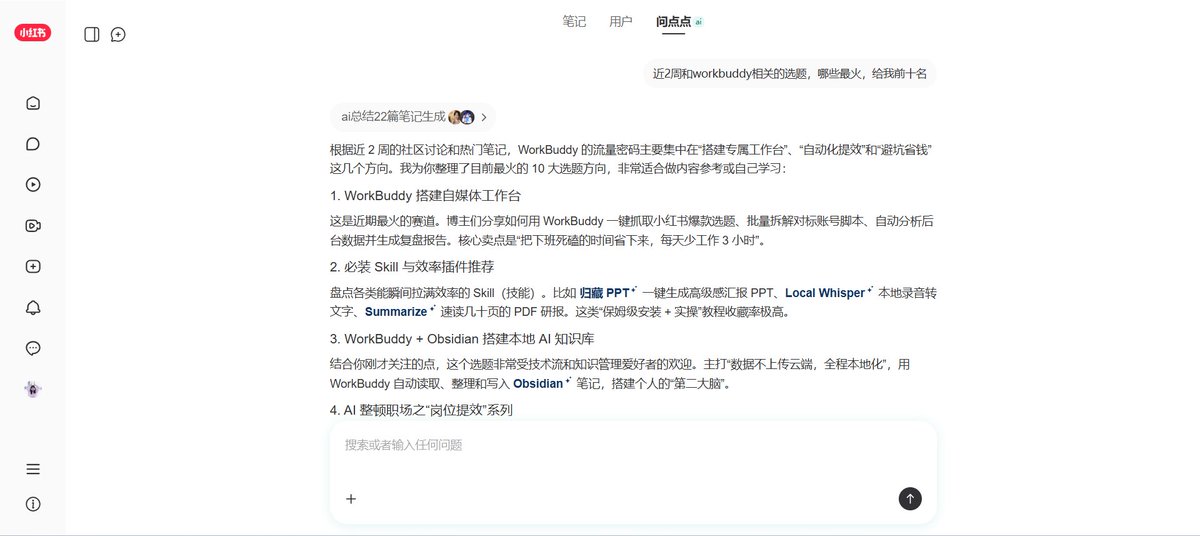 小红书
笔记 用户 问点点 ai
近2周和workbuddy相关的选题，哪些最火，给我前十名
ai总结22篇笔记生成
根据近 2 周的社区讨论和热门笔记，WorkBuddy 的流量密码主要集中在“搭建专属工作台”、“自动化提效”和“避坑省钱”
这几个方向。我为你整理了目前最火的 10 大选题方向，非常适合做内容参考或自己学习：
1. WorkBuddy 搭建自媒体工作台
这是近期最火的赛道。博主们分享如何用 WorkBuddy 一键抓取小红书爆款选题、批量拆解对标账号脚本、自动分析后
台数据并生成复盘报告。核心卖点是“把下班死磕的时间省下来，每天少工作 3 小时”。
2. 必装 Skill 与效率插件推荐
盘点各类能瞬间拉满效率的 Skill（技能）。比如 归藏 PPT 一键生成高级感汇报 PPT、Local Whisper 本地录音转
文字、Summarize 速读几十页的 PDF 研报。这类“保姆级安装 + 实操”教程收藏率极高。
3. WorkBuddy + Obsidian 搭建本地 AI 知识库
结合你刚才关注的点，这个选题非常受技术流和知识管理爱好者的欢迎。主打“数据不上传云端，全程本地化”，用
WorkBuddy 自动读取、整理和写入 Obsidian 笔记，搭建个人的“第二大脑”。
4. AI 整顿职场之“岗位提效”系列
搜索或者输入任何问题